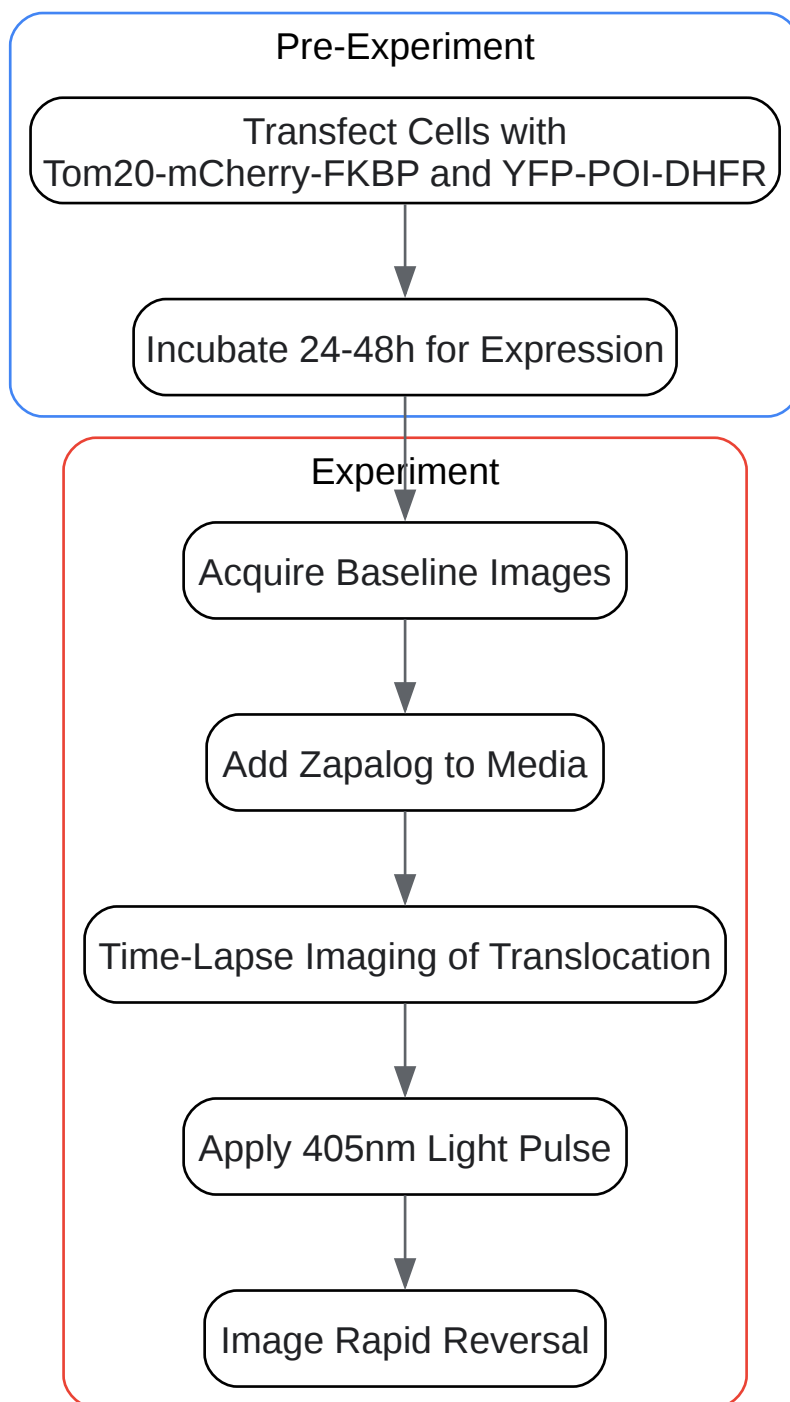 Pre-Experiment
Transfect Cells with
Tom20-mCherry-FKBP and YFP-POI-DHFR
Incubate 24-48h for Expression
Experiment
Acquire Baseline Images
Add Zapalog to Media
Time-Lapse Imaging of Translocation
Apply 405nm Light Pulse
Image Rapid Reversal